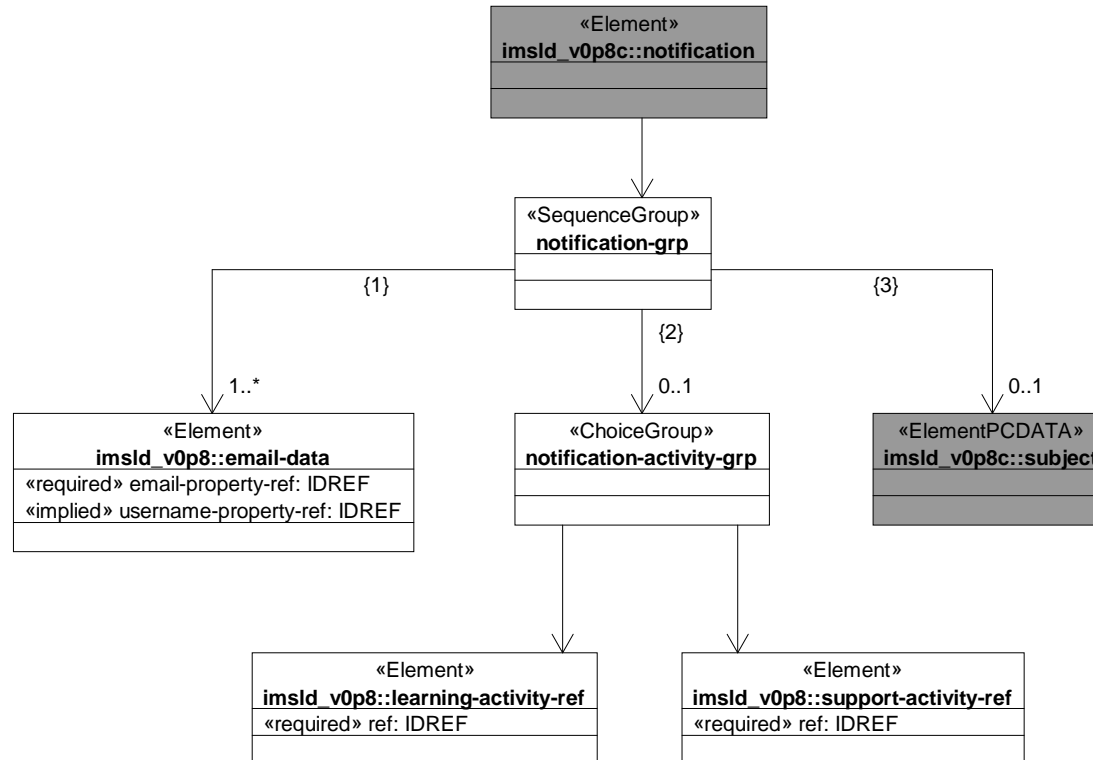 «Element»
imsld_v0p8c::notification
«SequenceGroup»
notification-grp
{1}
{3}
{2}
1..*
0..1
0..1
«Element»
imsld_v0p8::email-data
«required» email-property-ref: IDREF
«implied» username-property-ref: IDREF
«ChoiceGroup»
notification-activity-grp
«ElementPCDATA»
imsld_v0p8c::subject
«Element»
imsld_v0p8::learning-activity-ref
«required» ref: IDREF
«Element»
imsld_v0p8::support-activity-ref
«required» ref: IDREF